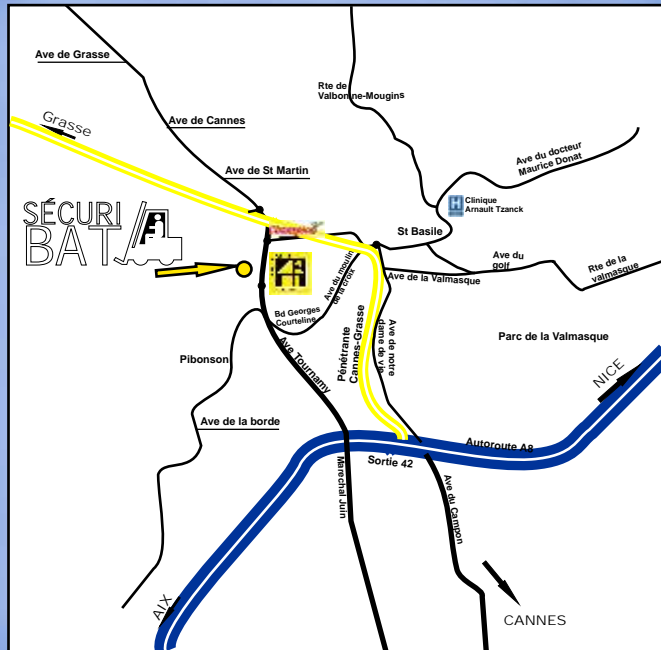 Ave de Grasse
Rte de
Valbonne-Mougins
Grasse
Ave de Cannes
Ave du docteur
Maurice Donat
Ave de St Martin
Clinique
Arnault Tzanck
H
SÉCURI
BAT
St Basile
Ave du
golf
Rte de la
valmasque
Ave de la Valmasque
Ave du moulin
de la croix
Bd Georges
Courteline
Parc de la Valmasque
Pénétrante
Cannes-Grasse
Ave de notre
dame de vie
Pibonson
Ave Tournamy
NICE
Ave de la borde
Autoroute A8
Sortie 42
Marechal Juin
Ave du Campon
AIX
CANNES